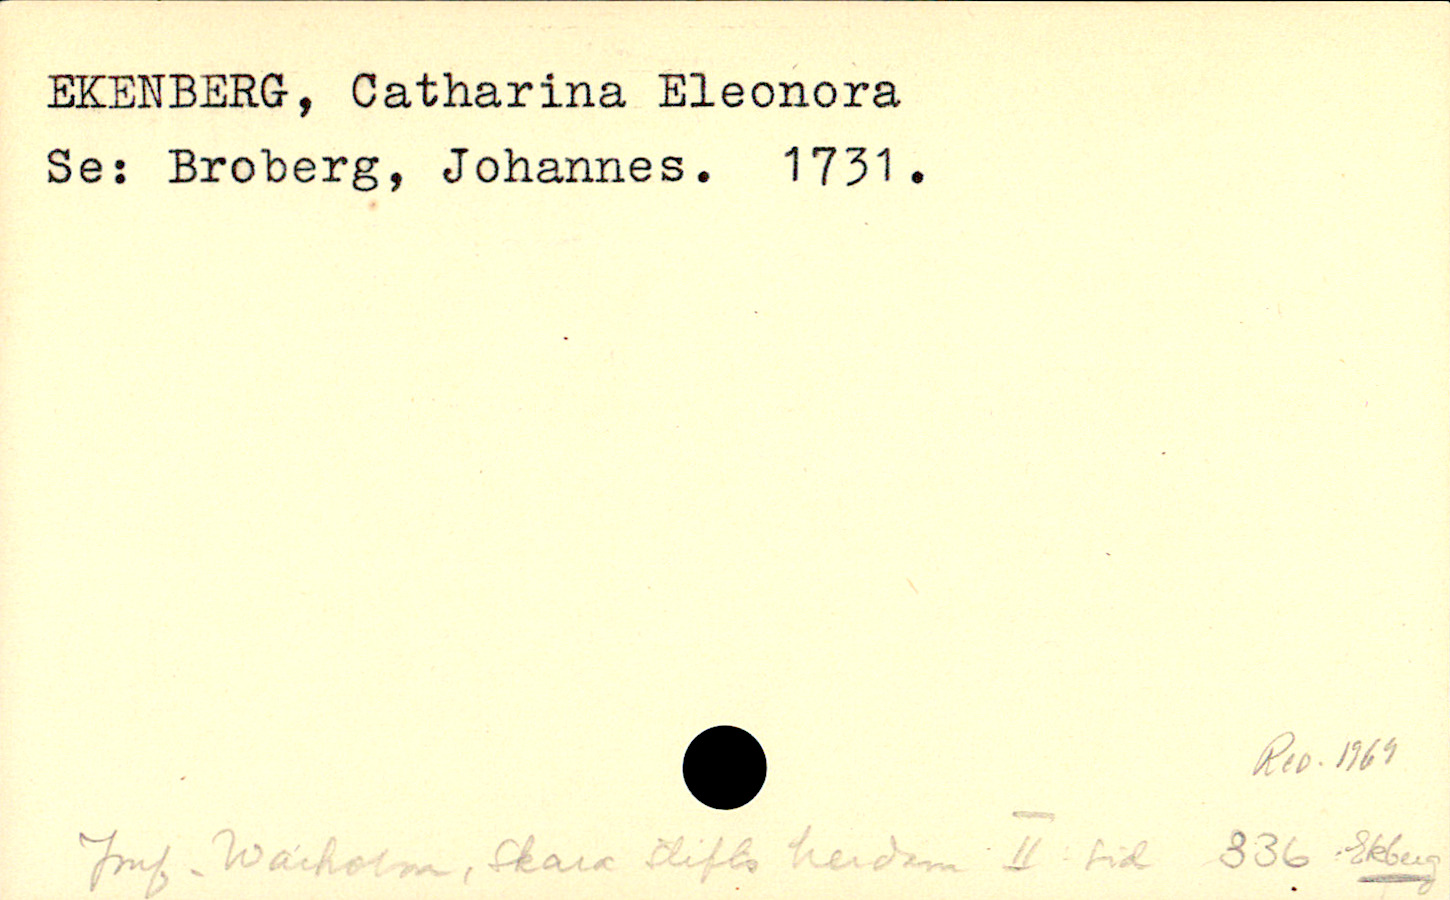 EKENBERG, Catharina Eleonora
Se: Broberg, Johannes. 1731.
Rev. 1969
Jmf. Warholm, Skara stifts herdam II sid 336 Ekberg